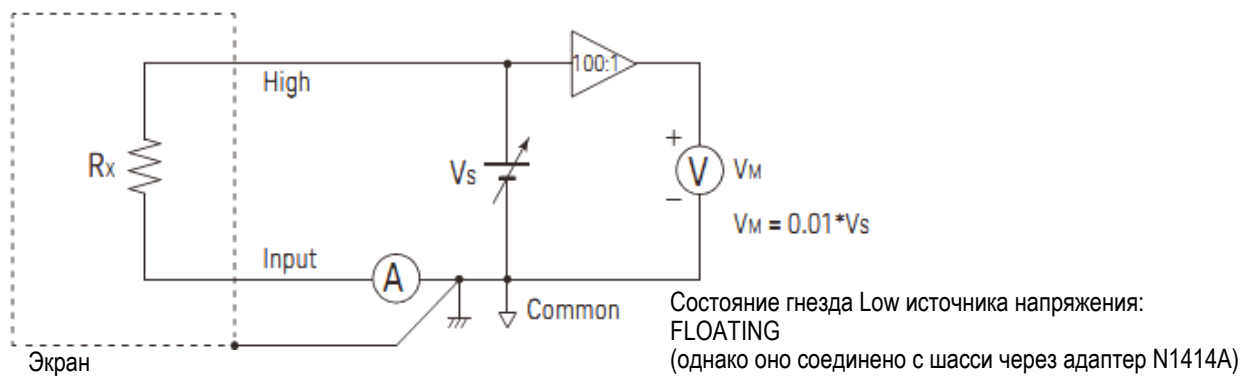 100:1
High
Rx
Vs
+
V
VM
−
VM = 0.01*Vs
Input
A
Common
Состояние гнезда Low источника напряжения:
FLOATING
(однако оно соединено с шасси через адаптер N1414A)
Экран